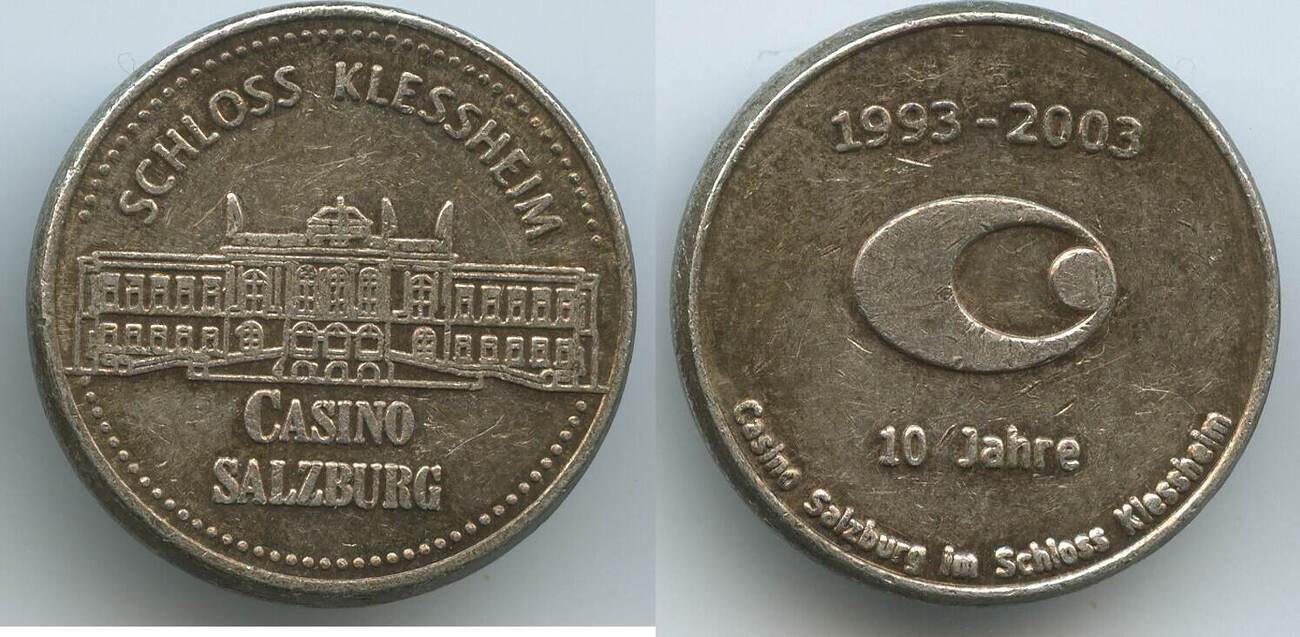 SCHLOSS KLESSHEIM
CASINO
SALZBURG
1993-2003
10 Jahre
Casino Salzburg im Schloss Klessheim